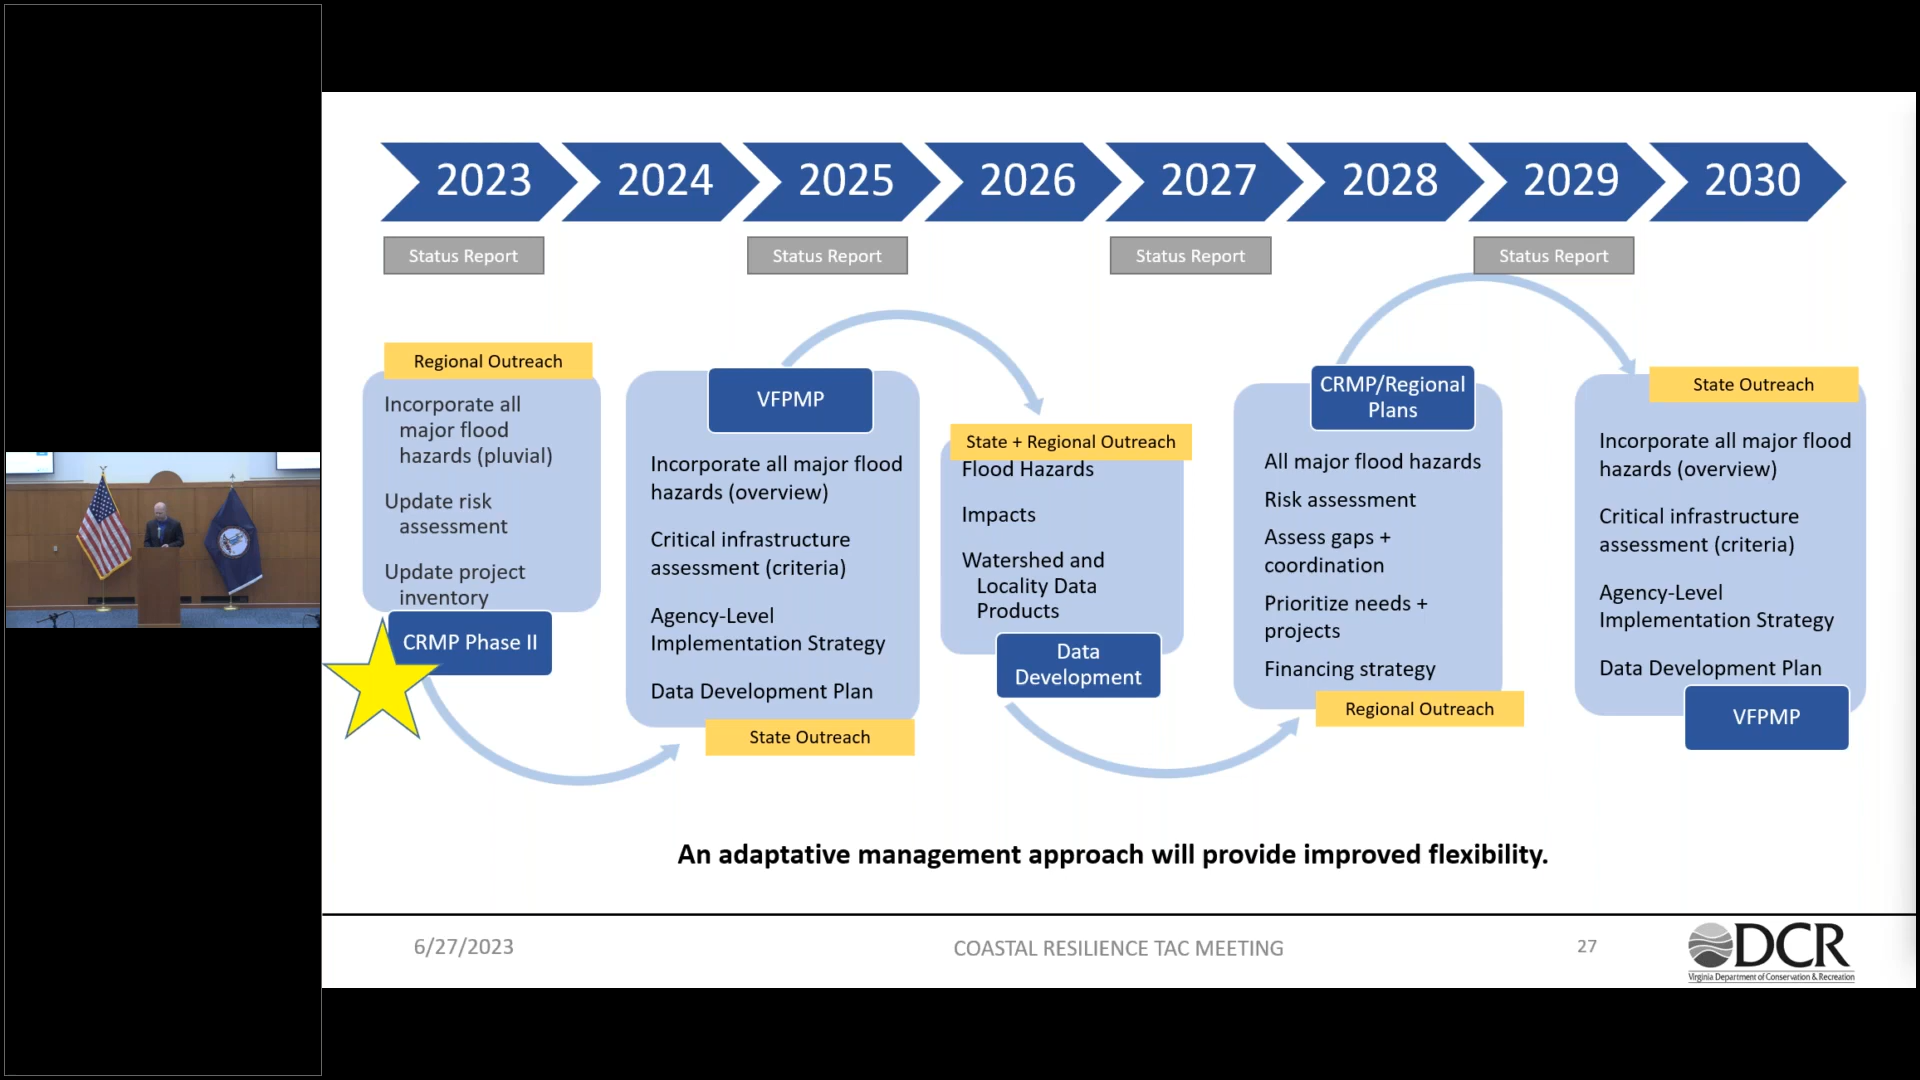 2023
2024
2025
2026
2027
2028
2029
2030
Status Report
Status Report
Status Report
Status Report
Regional Outreach
Incorporate all
major flood
hazards (pluvial)
Update risk
assessment
Update project
inventory
CRMP Phase II
VFPMP
Incorporate all major flood
hazards (overview)
Critical infrastructure
assessment (criteria)
Agency-Level
Implementation Strategy
Data Development Plan
State Outreach
State + Regional Outreach
Flood Hazards
Impacts
Watershed and
Locality Data
Products
Data
Development
CRMP/Regional
Plans
All major flood hazards
Risk assessment
Assess gaps +
coordination
Prioritize needs +
projects
Financing strategy
Regional Outreach
State Outreach
Incorporate all major flood
hazards (overview)
Critical infrastructure
assessment (criteria)
Agency-Level
Implementation Strategy
Data Development Plan
VFPMP
An adaptative management approach will provide improved flexibility.
6/27/2023
COASTAL RESILIENCE TAC MEETING
27
DCR
Virginia Department of Conservation & Recreation